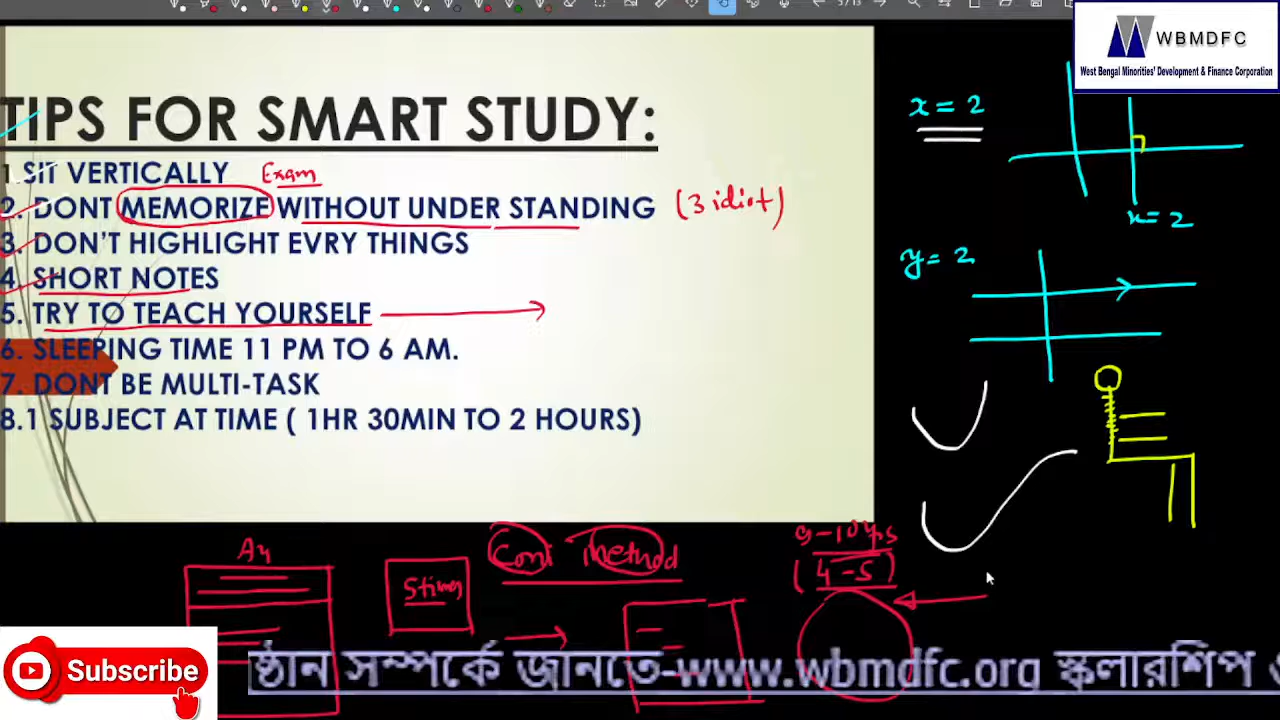 5/13
WBMDFC
West Bengal Minorities' Development & Finance Corporation
TIPS FOR SMART STUDY:
1. SIT VERTICALLY Exam
2. DONT MEMORIZE WITHOUT UNDER STANDING (3 idiot)
3. DON'T HIGHLIGHT EVRY THINGS
4. SHORT NOTES
5. TRY TO TEACH YOURSELF
6. SLEEPING TIME 11 PM TO 6 AM.
7. DONT BE MULTI-TASK
8.1 SUBJECT AT TIME ( 1HR 30MIN TO 2 HOURS)
x = 2
x = 2
y = 2
method
(4-5)
Subscribe
ষ্ঠান সম্পর্কে জানতে-www.wbmdfc.org স্কলারশিপ